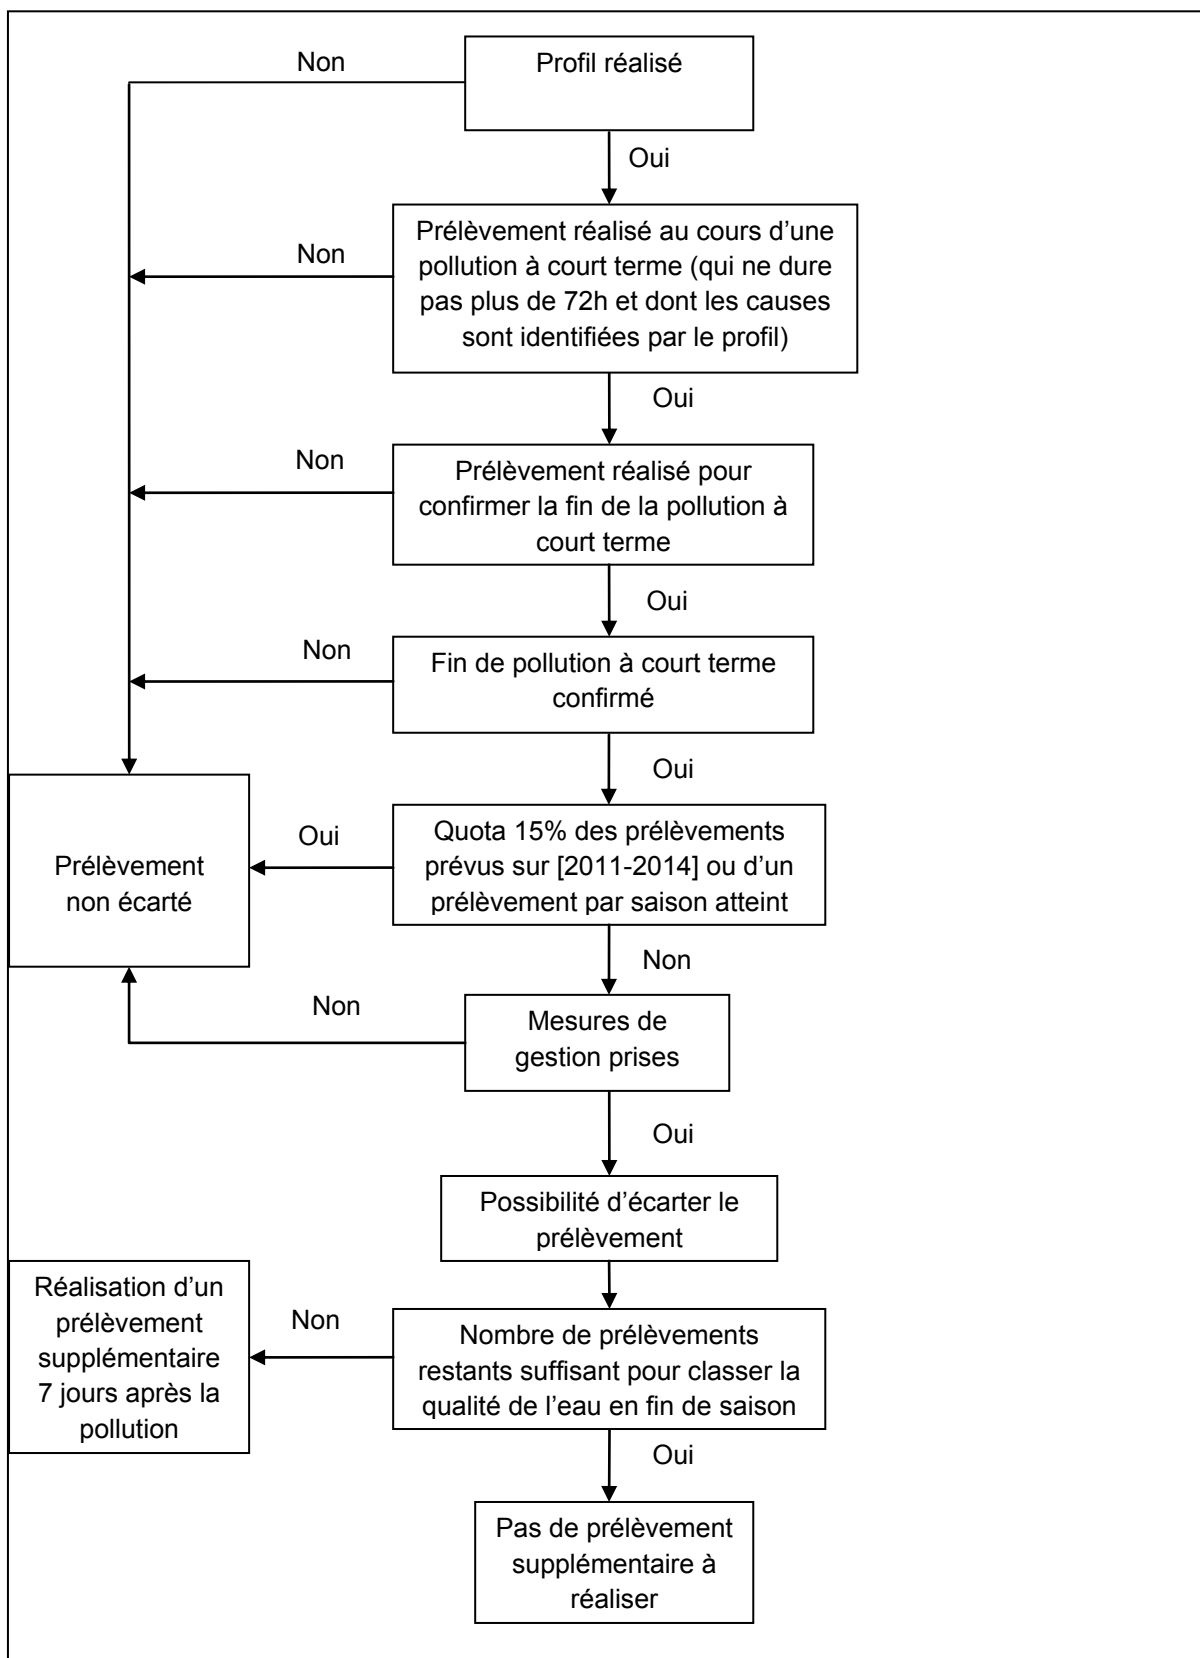 Non
Profil réalisé
Oui
Prélèvement réalisé au cours d’une
pollution à court terme (qui ne dure
pas plus de 72h et dont les causes
sont identifiées par le profil)
Non
Oui
Non
Prélèvement réalisé pour
confirmer la fin de la pollution à
court terme
Oui
Non
Fin de pollution à court terme
confirmé
Oui
Prélèvement
non écarté
Oui
Quota 15% des prélèvements
prévus sur [2011-2014] ou d’un
prélèvement par saison atteint
Non
Non
Mesures de
gestion prises
Oui
Possibilité d’écarter le
prélèvement
Réalisation d’un
prélèvement
supplémentaire
7 jours après la
pollution
Non
Nombre de prélèvements
restants suffisant pour classer la
qualité de l’eau en fin de saison
Oui
Pas de prélèvement
supplémentaire à
réaliser